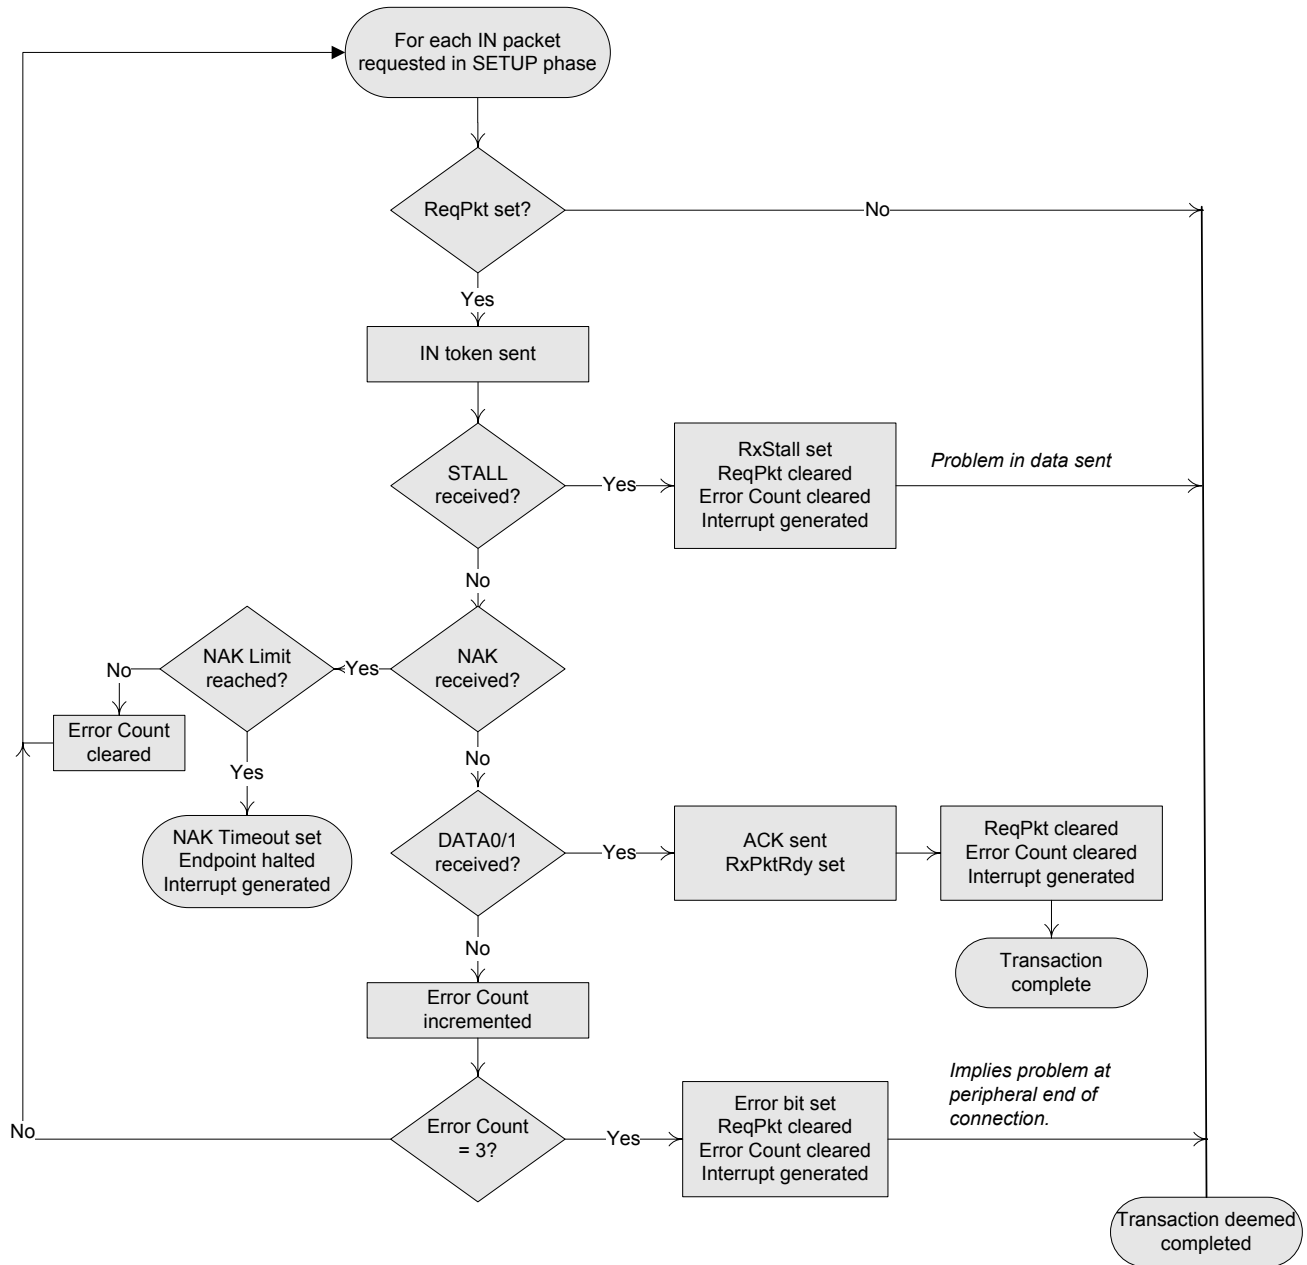 For each IN packet
requested in SETUP phase
ReqPkt set?
No
Yes
IN token sent
STALL
received?
Yes
RxStall set
ReqPkt cleared
Error Count cleared
Interrupt generated
Problem in data sent
No
NAK
received?
Yes
NAK Limit
reached?
No
Error Count
cleared
Yes
NAK Timeout set
Endpoint halted
Interrupt generated
No
DATA0/1
received?
Yes
ACK sent
RxPktRdy set
ReqPkt cleared
Error Count cleared
Interrupt generated
Transaction
complete
No
Error Count
incremented
Error Count
= 3?
No
Yes
Error bit set
ReqPkt cleared
Error Count cleared
Interrupt generated
Implies problem at
peripheral end of
connection.
Transaction deemed
completed